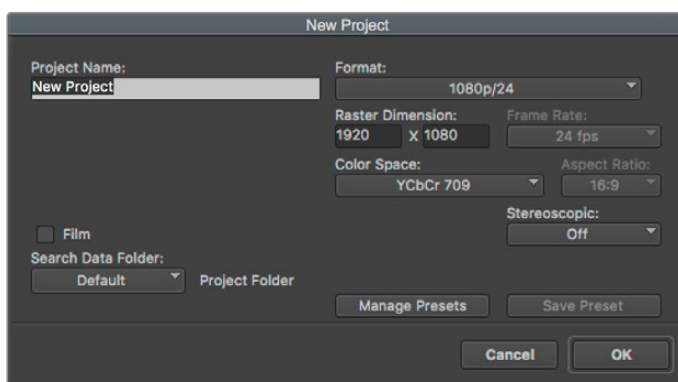 New Project
Project Name:
New Project
Format:
1080p/24
Raster Dimension:
1920 x 1080
Frame Rate:
24 fps
Color Space:
YCbCr 709
Aspect Ratio:
16:9
Stereoscopic:
Off
Film
Search Data Folder:
Default
Project Folder
Manage Presets
Save Preset
Cancel
OK